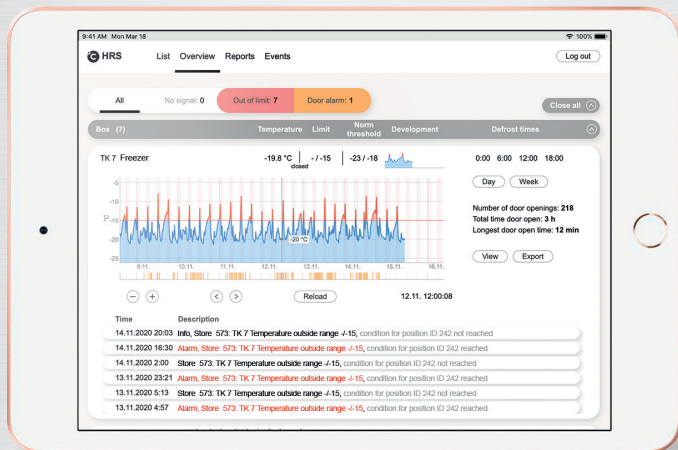 9:41 AM Mon Mar 18 100%
HRS List Overview Reports Events Log out
All No signal: 0 Out of limit: 7 Door alarm: 1
Close all
Box (7) Temperature Limit Norm threshold Development Defrost times
TK 7 Freezer -19.8 °C closed - / -15 -23 / -18 0:00 6:00 12:00 18:00
Day Week
-5
-10
°C -15
-20
-25
-20 °C
Number of door openings: 218
Total time door open: 3 h
Longest door open time: 12 min
View Export
9.11. 10.11. 11.11. 12.11. 13.11. 14.11. 15.11. 16.11.
− + < > Reload 12.11. 12:00:08
Time Description
14.11.2020 20:03 Info, Store 573: TK 7 Temperature outside range -/-15, condition for position ID 242 not reached
14.11.2020 16:30 Alarm, Store 573: TK 7 Temperature outside range -/-15, condition for position ID 242 reached
14.11.2020 2:00 Store 573: TK 7 Temperature outside range -/-15, condition for position ID 242 not reached
13.11.2020 23:21 Alarm, Store 573: TK 7 Temperature outside range -/-15, condition for position ID 242 reached
13.11.2020 5:13 Store 573: TK 7 Temperature outside range -/-15, condition for position ID 242 not reached
13.11.2020 4:57 Alarm, Store 573: TK 7 Temperature outside range -/-15, condition for position ID 242 reached